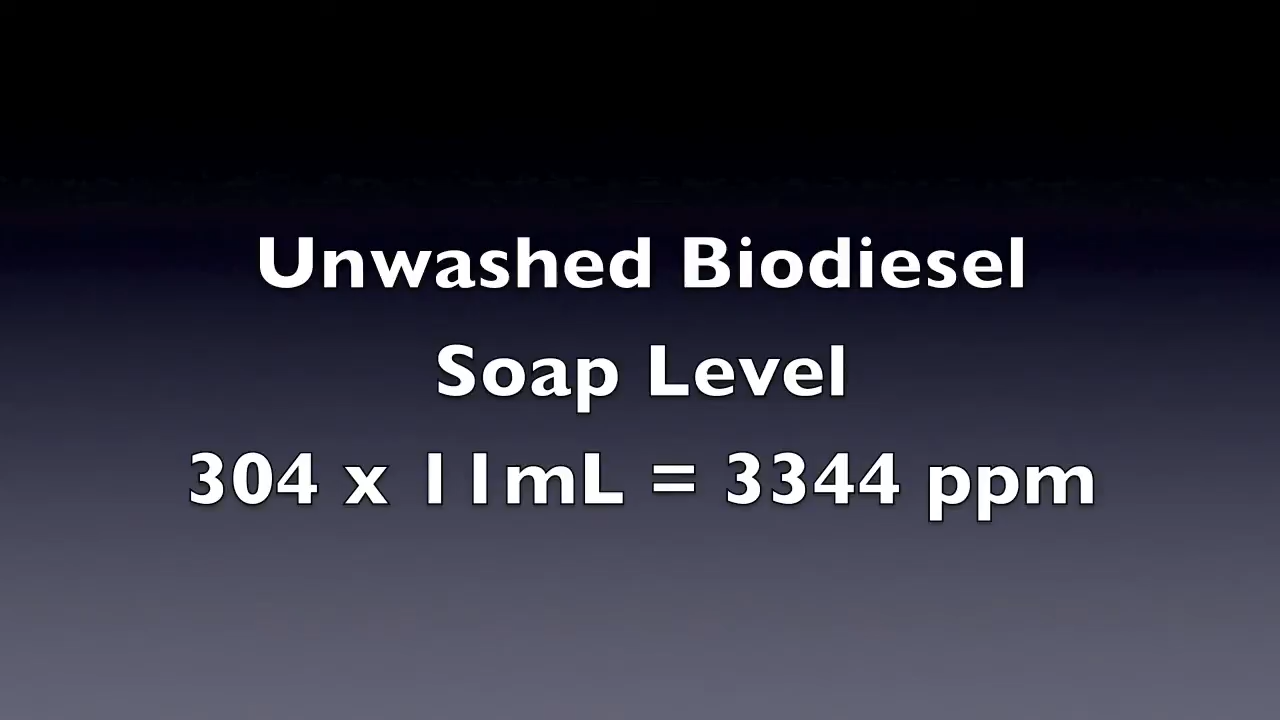 Unwashed Biodiesel
Soap Level
304 x 11mL = 3344 ppm